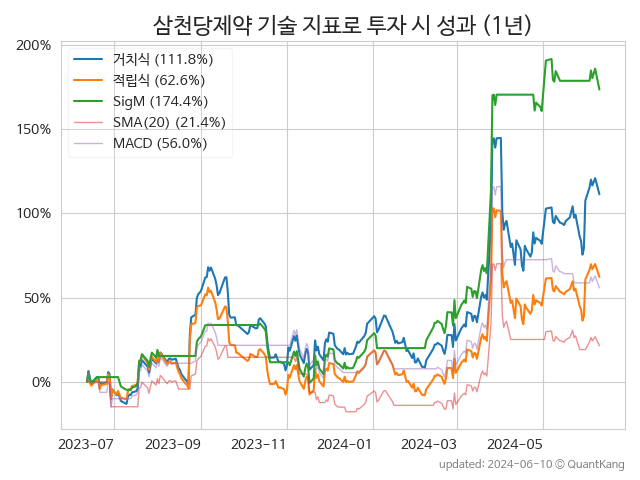 삼천당제약 기술 지표로 투자 시 성과 (1년)
200%
150%
100%
50%
0%
거치식 (111.8%)
적립식 (62.6%)
SigM (174.4%)
SMA(20) (21.4%)
MACD (56.0%)
2023-07
2023-09
2023-11
2024-01
2024-03
2024-05
updated: 2024-06-10 © QuantKang